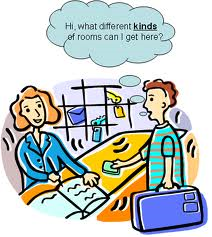 Hi, what different kinds
of rooms can I get here?